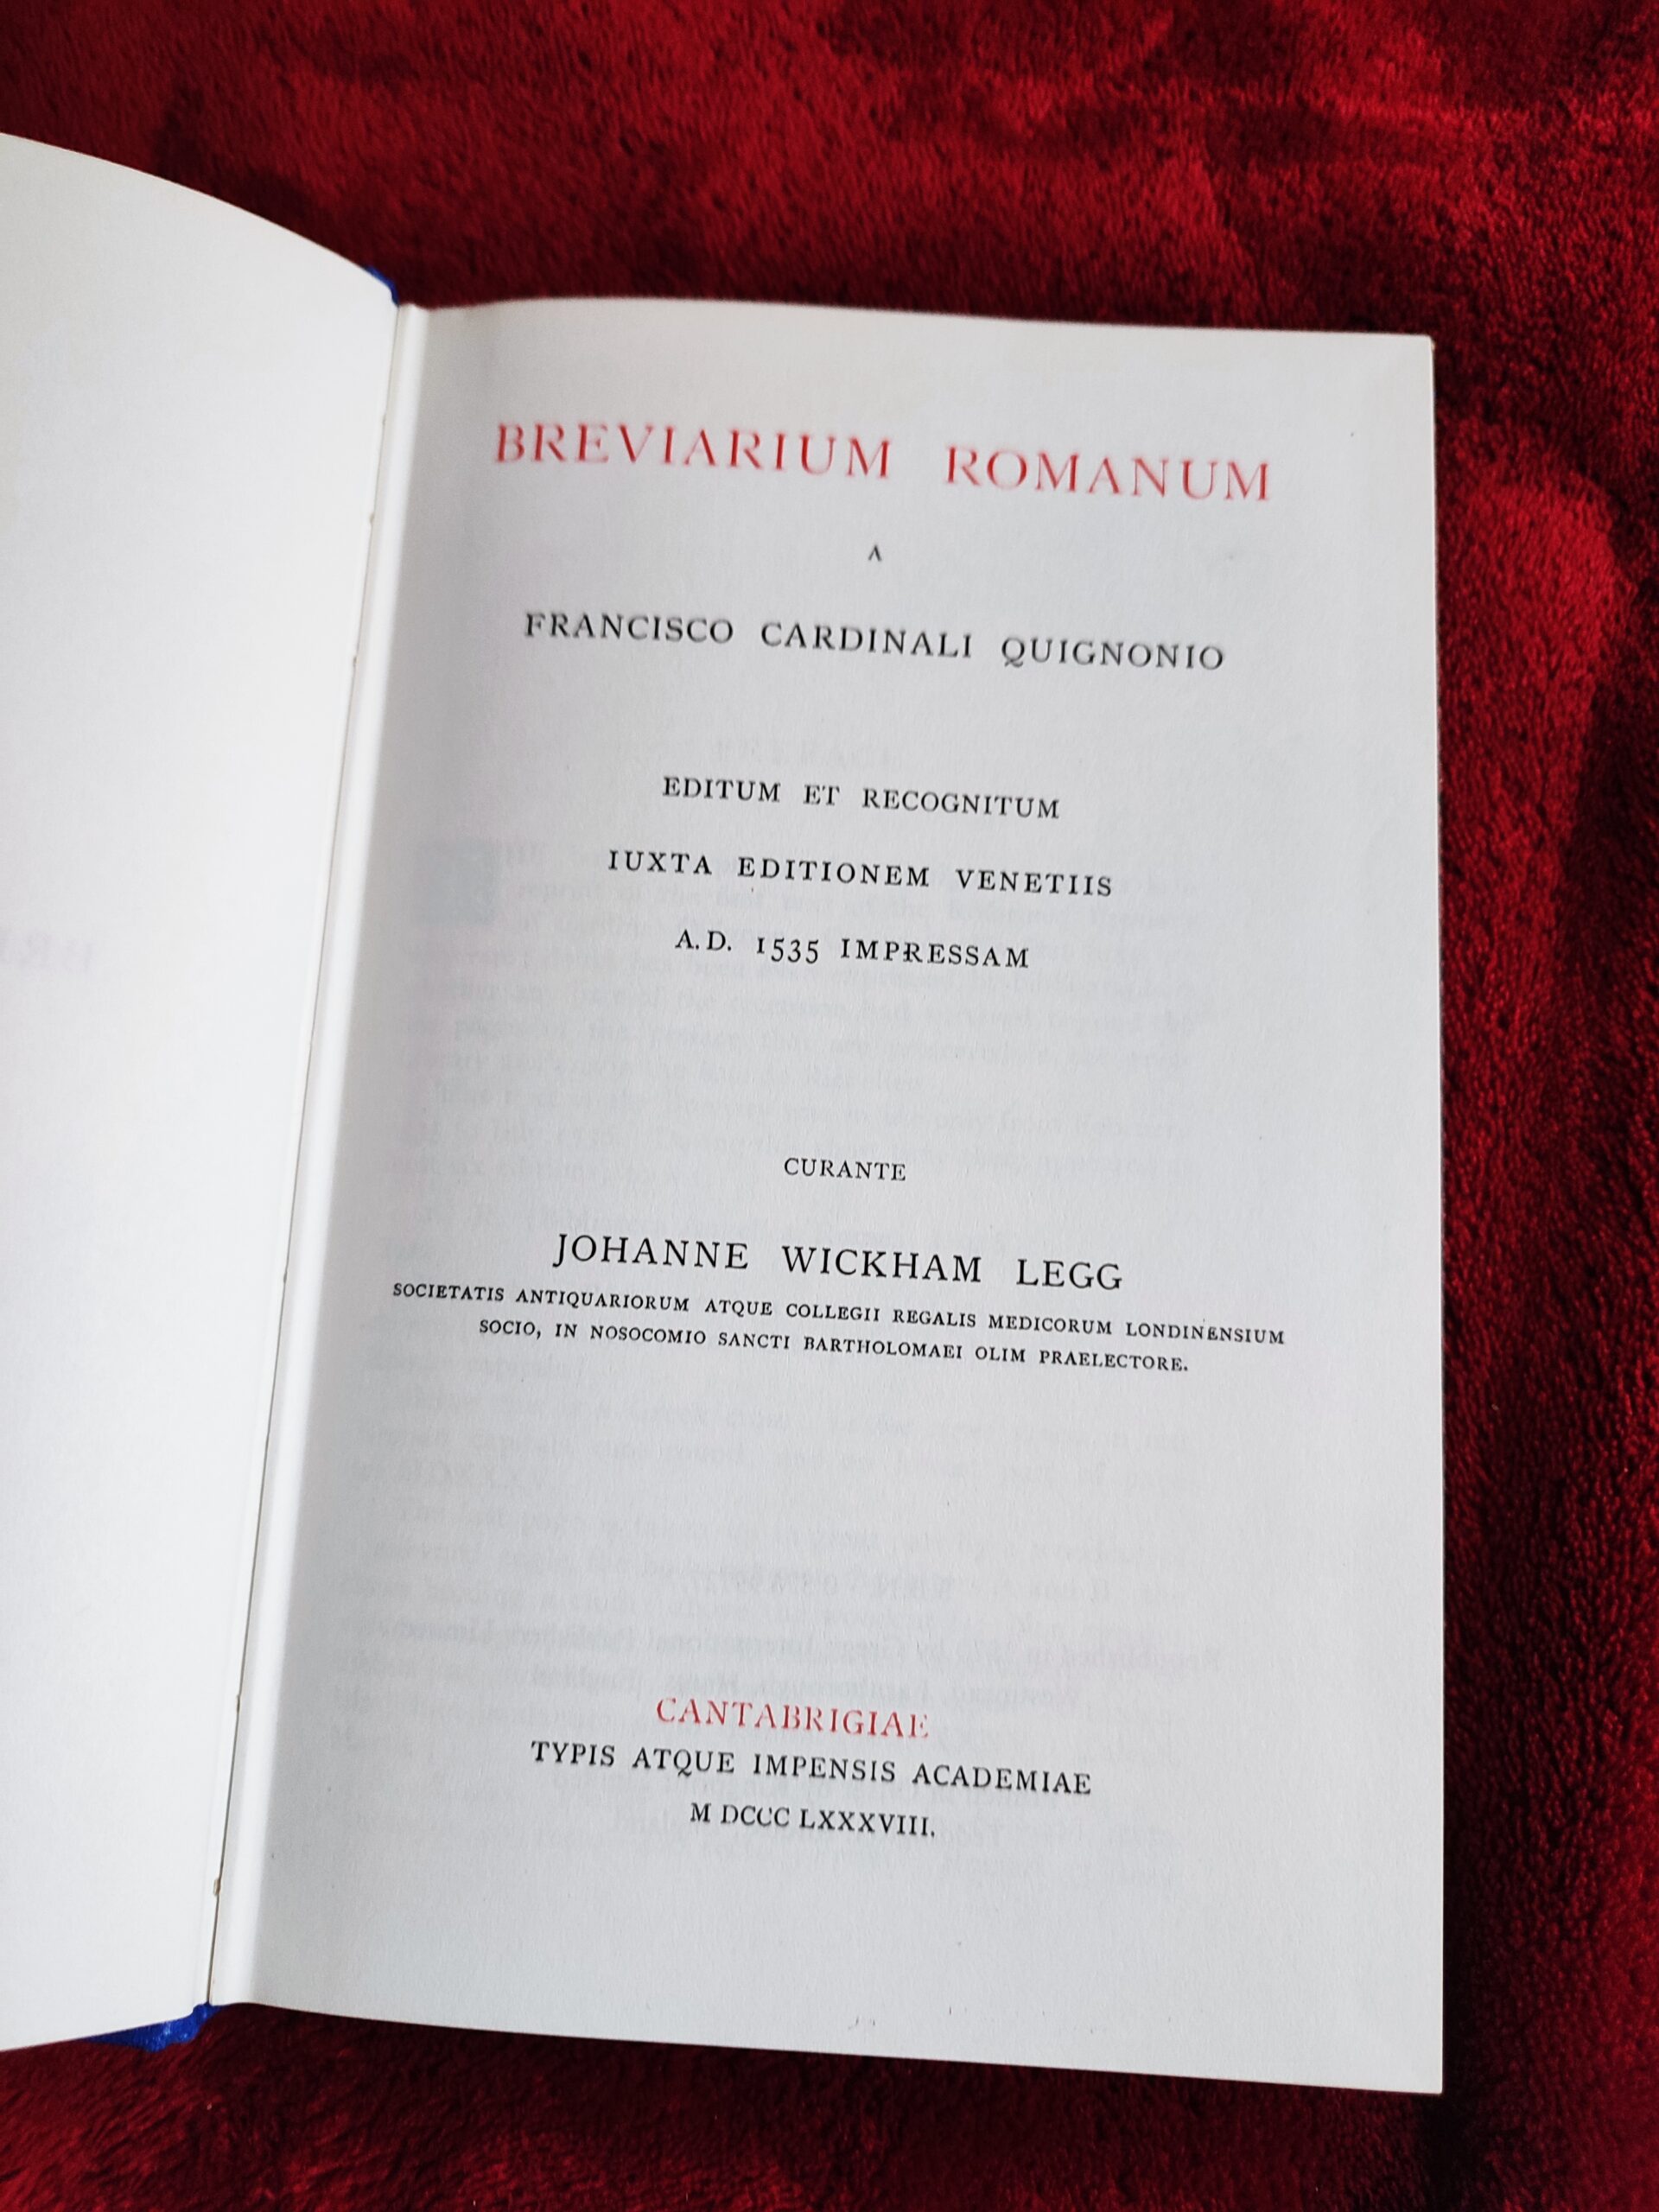 BREVIARIUM ROMANUM
A
FRANCISCO CARDINALI QUIGNONIO
EDITUM ET RECOGNITUM
IUXTA EDITIONEM VENETIIS
A.D. 1535 IMPRESSAM
CURANTE
JOHANNE WICKHAM LEGG
SOCIETATIS ANTIQUARIORUM ATQUE COLLEGII REGALIS MEDICORUM LONDINENSIUM
SOCIO, IN NOSOCOMIO SANCTI BARTHOLOMAEI OLIM PRAELECTORE.
CANTABRIGIAE
TYPIS ATQUE IMPENSIS ACADEMIAE
M DCCC LXXXVIII.